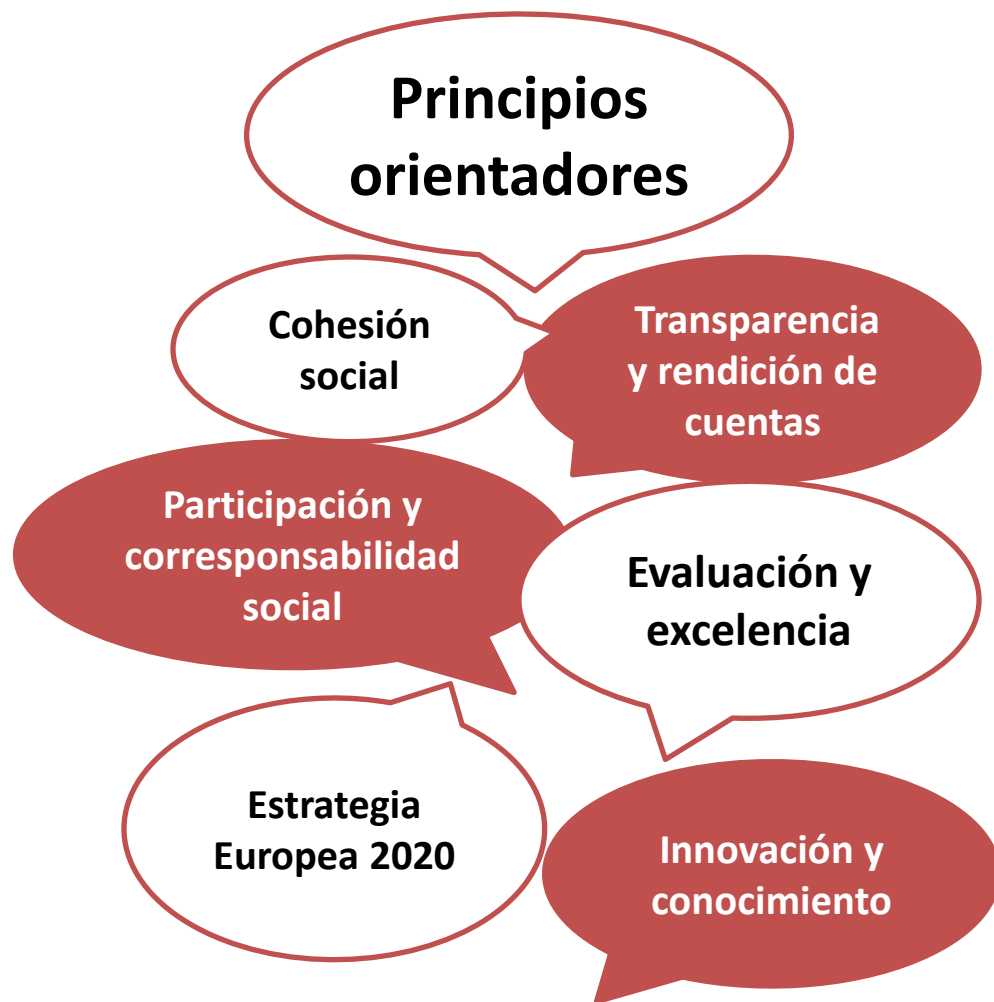 Principios
orientadores
Cohesión
social
Transparencia
y rendición de
cuentas
Participación y
corresponsabilidad
social
Evaluación y
excelencia
Estrategia
Europea 2020
Innovación y
conocimiento